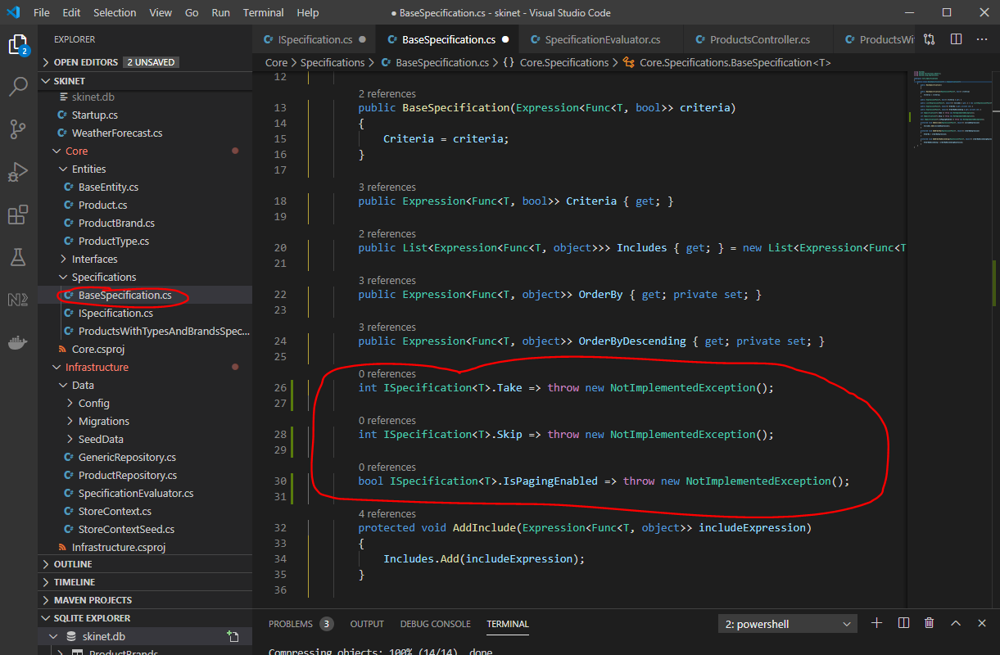 File Edit Selection View Go Run Terminal Help ● BaseSpecification.cs - skinet - Visual Studio Code
EXPLORER
2
OPEN EDITORS 2 UNSAVED
SKINET
skinet.db
Startup.cs
WeatherForecast.cs
Core
Entities
BaseEntity.cs
Product.cs
ProductBrand.cs
ProductType.cs
Interfaces
Specifications
BaseSpecification.cs
ISpecification.cs
ProductsWithTypesAndBrandsSpec...
Core.csproj
Infrastructure
Data
Config
Migrations
SeedData
GenericRepository.cs
ProductRepository.cs
SpecificationEvaluator.cs
StoreContext.cs
StoreContextSeed.cs
Infrastructure.csproj
OUTLINE
TIMELINE
MAVEN PROJECTS
SQLITE EXPLORER
skinet.db
ProductBrands
ISpecification.cs ● BaseSpecification.cs ● SpecificationEvaluator.cs ProductsController.cs ProductsWi
Core > Specifications > BaseSpecification.cs > {} Core.Specifications > Core.Specifications.BaseSpecification<T>
12
2 references
13 public BaseSpecification(Expression<Func<T, bool>> criteria)
14 {
15 Criteria = criteria;
16 }
17
3 references
18 public Expression<Func<T, bool>> Criteria { get; }
19
2 references
20 public List<Expression<Func<T, object>>> Includes { get; } = new List<Expression<Func<T
21
3 references
22 public Expression<Func<T, object>> OrderBy { get; private set; }
23
3 references
24 public Expression<Func<T, object>> OrderByDescending { get; private set; }
25
0 references
26 int ISpecification<T>.Take => throw new NotImplementedException();
27
0 references
28 int ISpecification<T>.Skip => throw new NotImplementedException();
29
0 references
30 bool ISpecification<T>.IsPagingEnabled => throw new NotImplementedException();
31
4 references
32 protected void AddInclude(Expression<Func<T, object>> includeExpression)
33 {
34 Includes.Add(includeExpression);
35 }
36
PROBLEMS 3 OUTPUT DEBUG CONSOLE TERMINAL 2: powershell
Compressing objects: 100% (14/14), done.